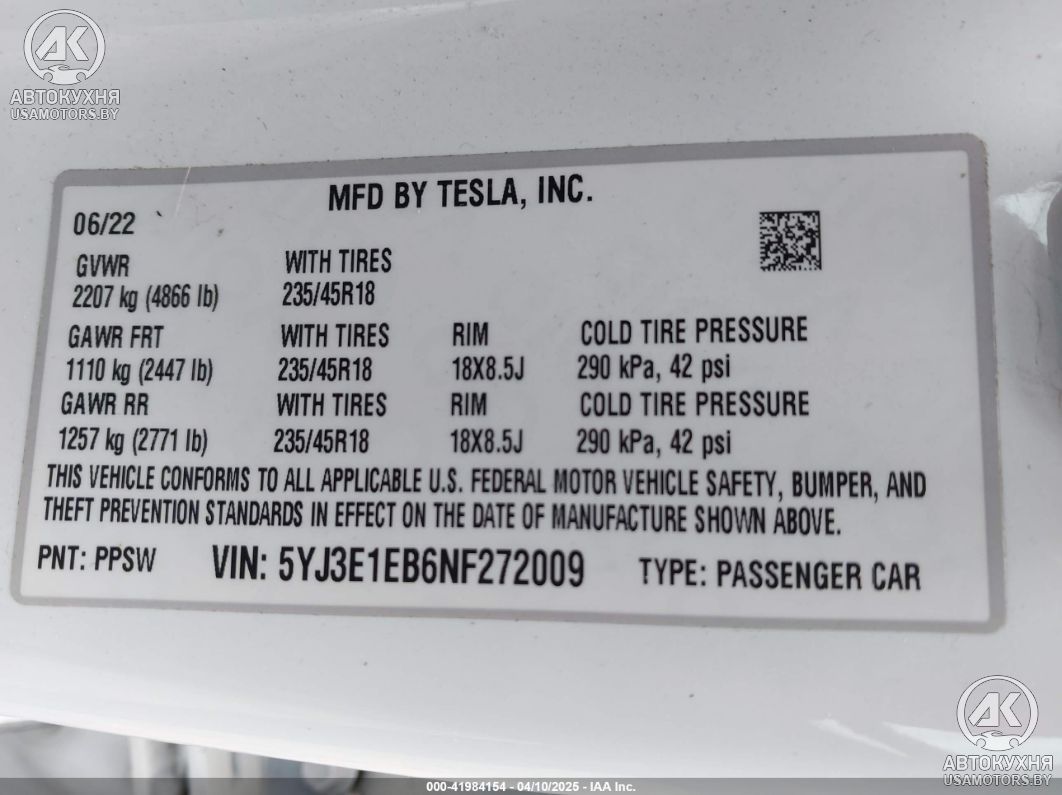 AK
АВТОКУХНЯ
USAMOTORS.BY
MFD BY TESLA, INC.
06/22
GVWR WITH TIRES
2207 kg (4866 lb) 235/45R18
GAWR FRT WITH TIRES RIM COLD TIRE PRESSURE
1110 kg (2447 lb) 235/45R18 18X8.5J 290 kPa, 42 psi
GAWR RR WITH TIRES RIM COLD TIRE PRESSURE
1257 kg (2771 lb) 235/45R18 18X8.5J 290 kPa, 42 psi
THIS VEHICLE CONFORMS TO ALL APPLICABLE U.S. FEDERAL MOTOR VEHICLE SAFETY, BUMPER, AND
THEFT PREVENTION STANDARDS IN EFFECT ON THE DATE OF MANUFACTURE SHOWN ABOVE.
PNT: PPSW VIN: 5YJ3E1EB6NF272009 TYPE: PASSENGER CAR
AK
АВТОКУХНЯ
USAMOTORS.BY
000-41984154 - 04/10/2025 - IAA Inc.